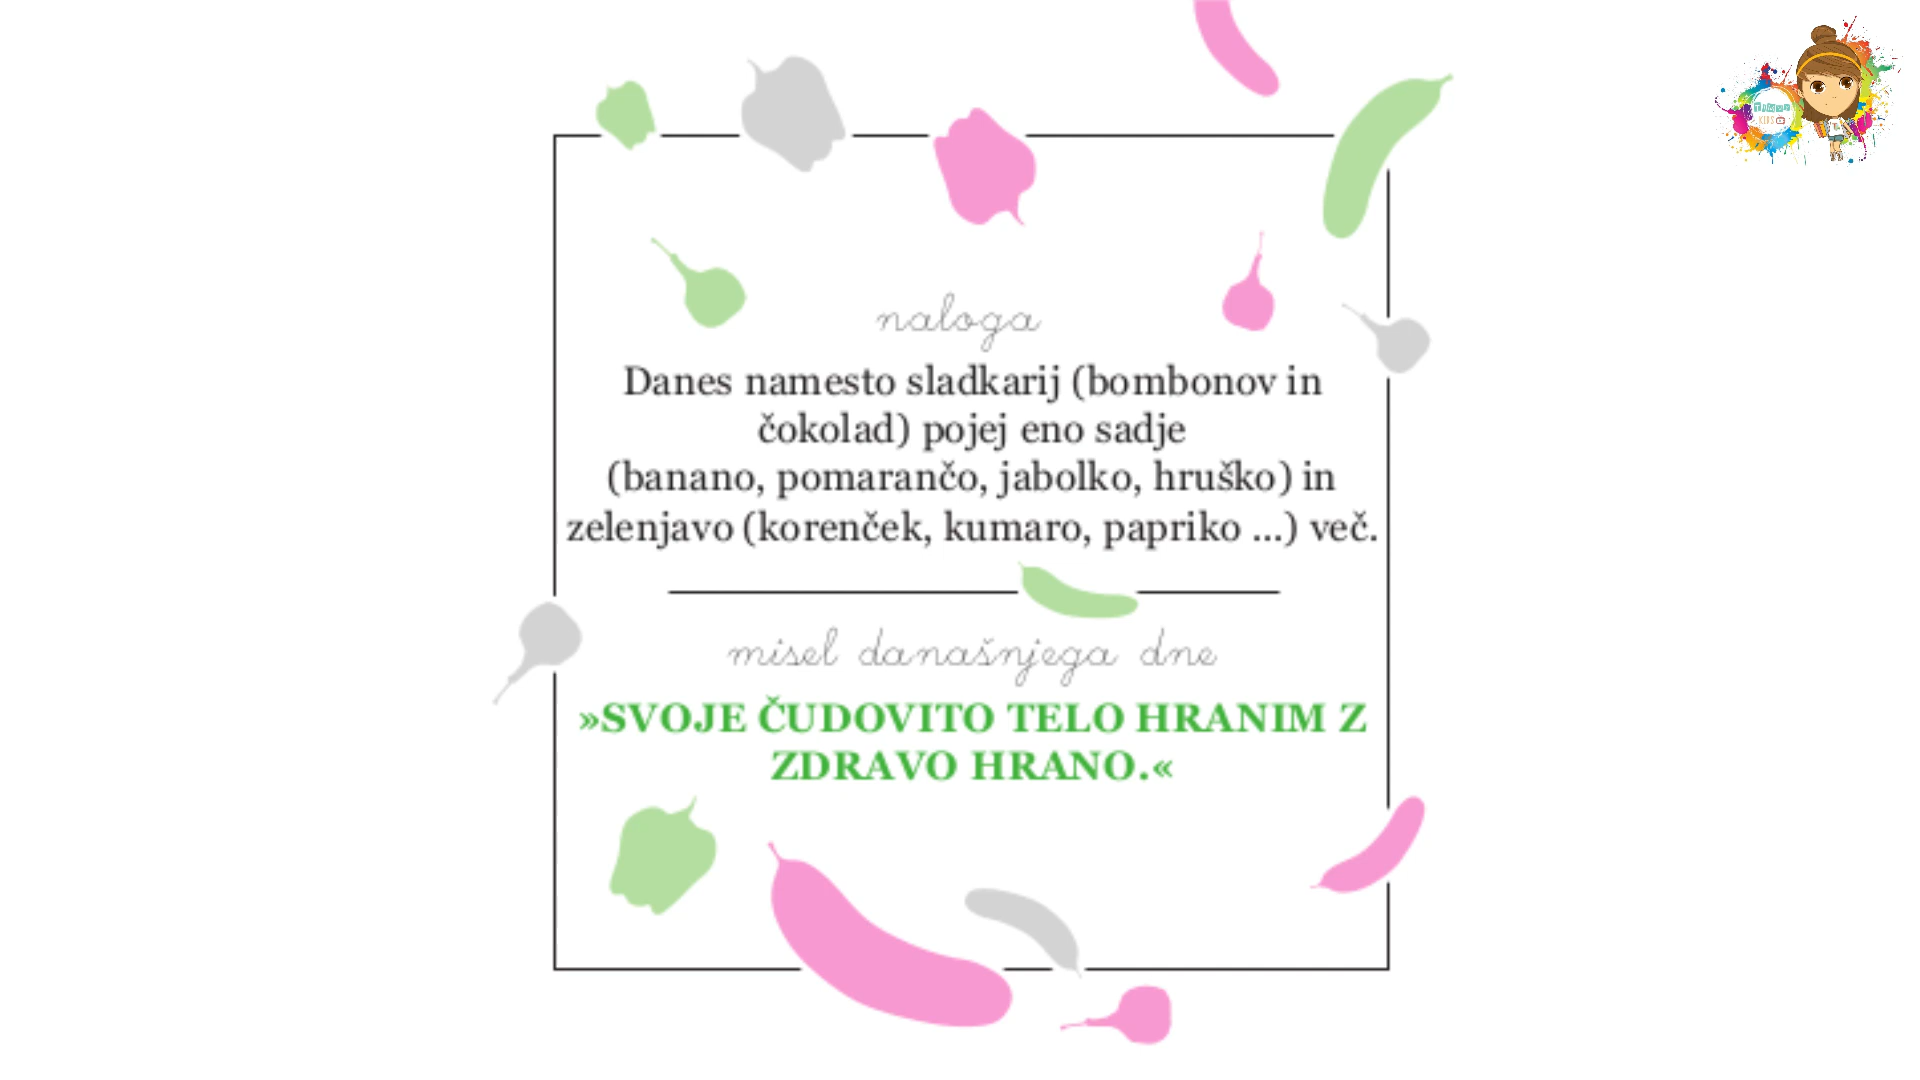 naloga
Danes namesto sladkarij (bombonov in
čokolad) pojej eno sadje
(banano, pomarančo, jabolko, hruško) in
zelenjavo (korenček, kumaro, papriko ...) več.
misel današnjega dne
»SVOJE ČUDOVITO TELO HRANIM Z
ZDRAVO HRANO.«
KIDS